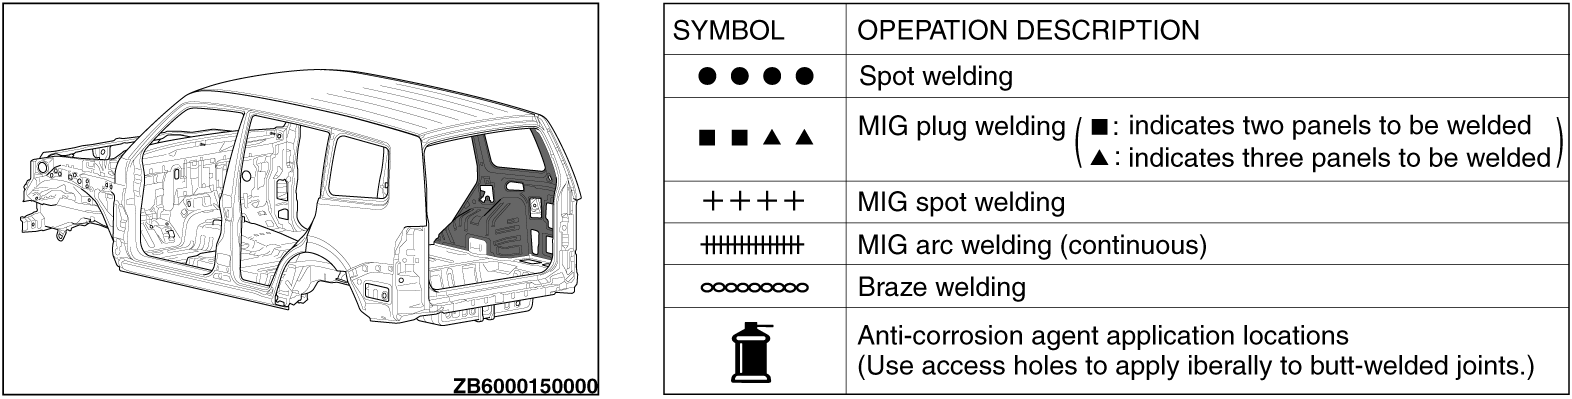 ZB6000150000
SYMBOL OPEPATION DESCRIPTION
Spot welding
MIG plug welding ( ■ : indicates two panels to be welded
▲ : indicates three panels to be welded )
MIG spot welding
MIG arc welding (continuous)
Braze welding
Anti-corrosion agent application locations
(Use access holes to apply iberally to butt-welded joints.)